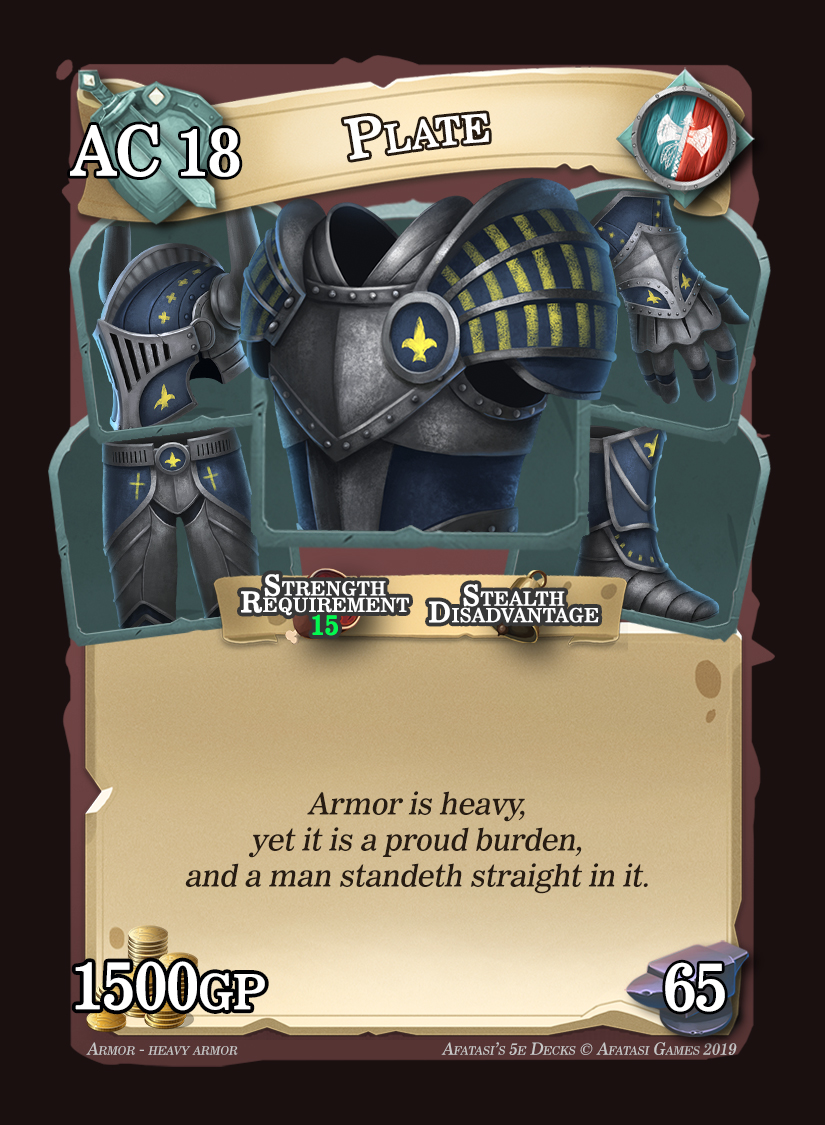 AC 18
Plate
Strength
Requirement
15
Stealth
Disadvantage
Armor is heavy,
yet it is a proud burden,
and a man standeth straight in it.
1500GP
65
Armor - heavy armor
Afatasi's 5e Decks © Afatasi Games 2019